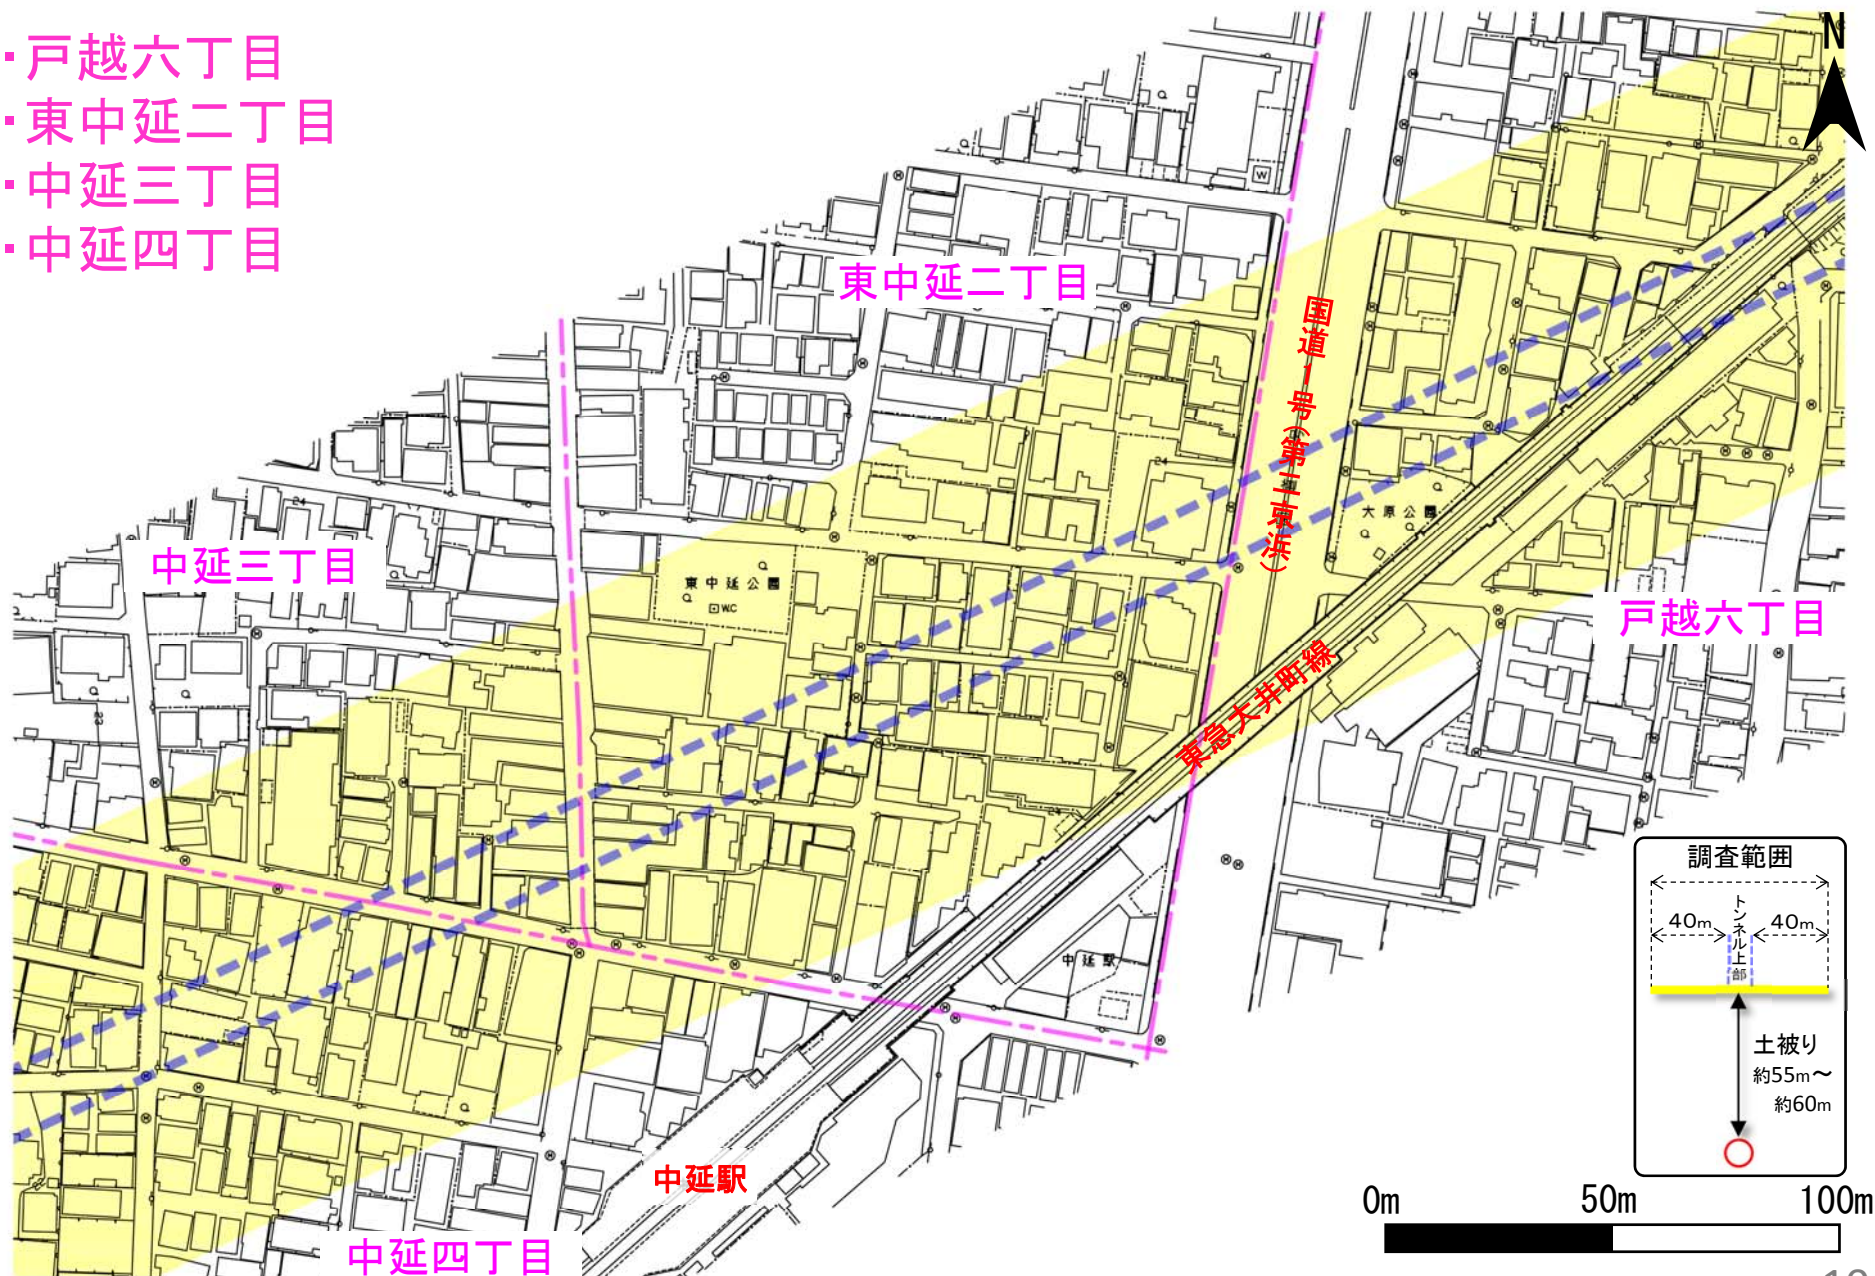 ・戸越六丁目
・東中延二丁目
・中延三丁目
・中延四丁目
N
W
東中延二丁目
国道1号(第二京浜)
24
大原公園
24
中延三丁目
東中延公園
WC
戸越六丁目
東急大井町線
23
24
中延駅
中延駅
中延四丁目
調査範囲
40m
トンネル上部
40m
土被り
約55m～
約60m
0m
50m
100m